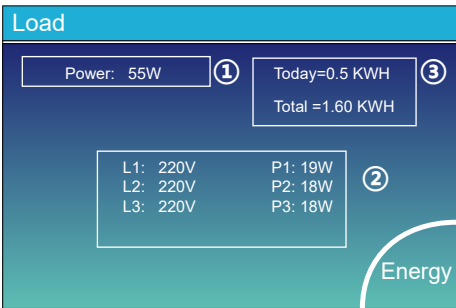 Load
Power: 55W ①
Today=0.5 KWH ③
Total =1.60 KWH
L1: 220V P1: 19W ②
L2: 220V P2: 18W
L3: 220V P3: 18W
Energy